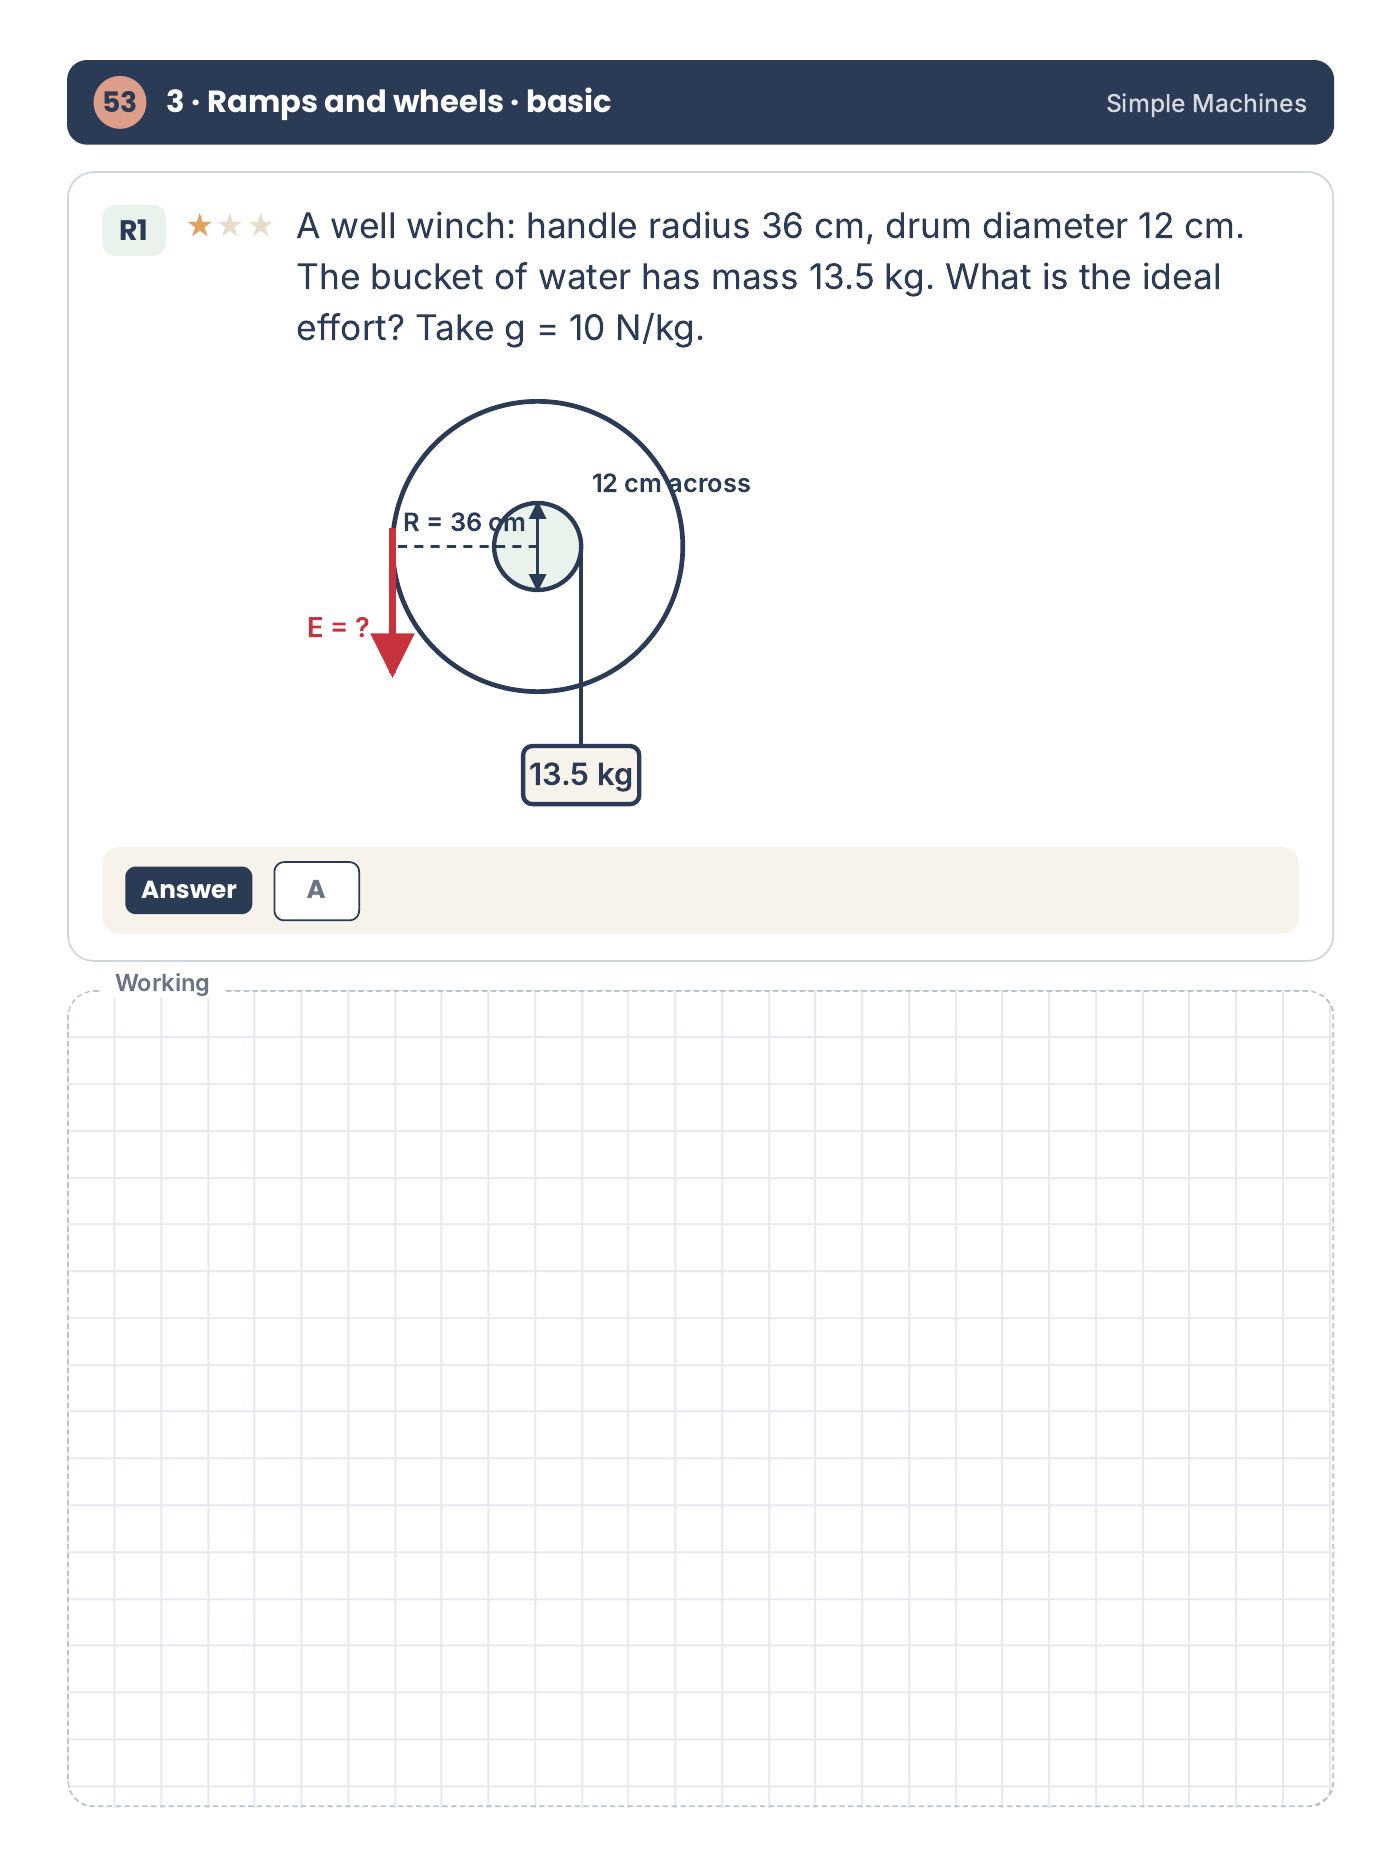 53 3 · Ramps and wheels · basic Simple Machines
R1 ★★★ A well winch: handle radius 36 cm, drum diameter 12 cm.
The bucket of water has mass 13.5 kg. What is the ideal
effort? Take g = 10 N/kg.
12 cm across
R = 36 cm
E = ?
13.5 kg
Answer A
Working